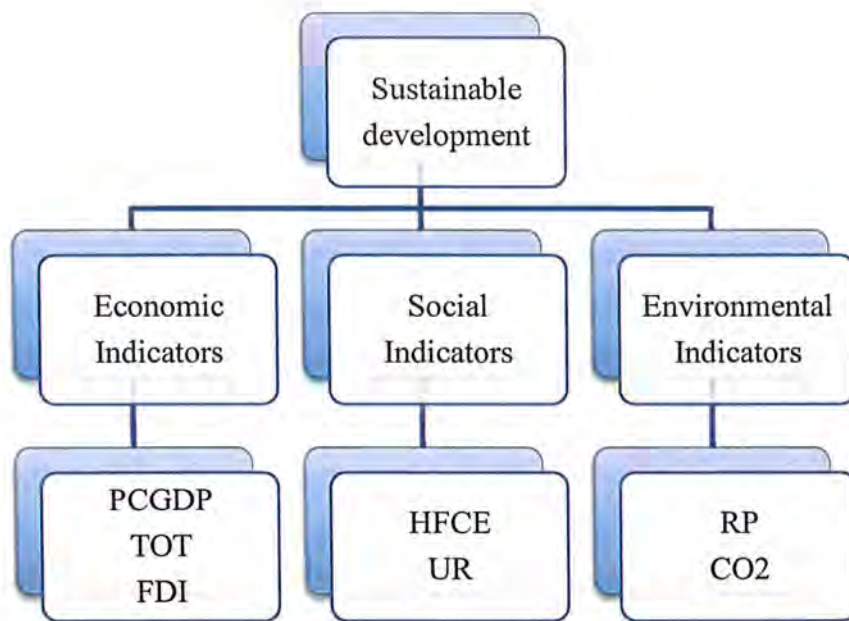 Sustainable
development
Economic
Indicators
Social
Indicators
Environmental
Indicators
PCGDP
TOT
FDI
HFCE
UR
RP
CO2